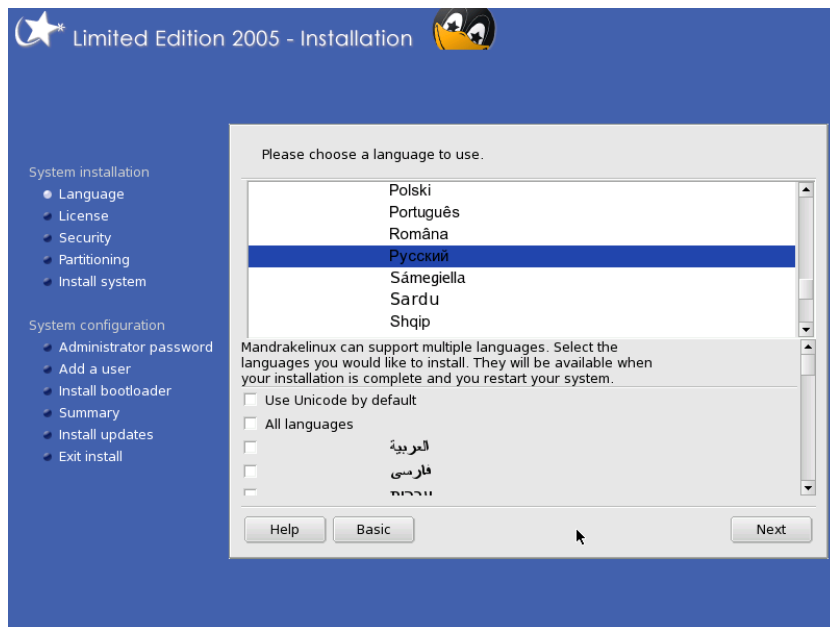 Limited Edition 2005 - Installation
System installation
Language
License
Security
Partitioning
Install system
System configuration
Administrator password
Add a user
Install bootloader
Summary
Install updates
Exit install
Please choose a language to use.
Polski
Português
Româna
Русский
Sámegiella
Sardu
Shqip
Mandrakelinux can support multiple languages. Select the
languages you would like to install. They will be available when
your installation is complete and you restart your system.
Use Unicode by default
All languages
العربية
فارسی
Help
Basic
Next